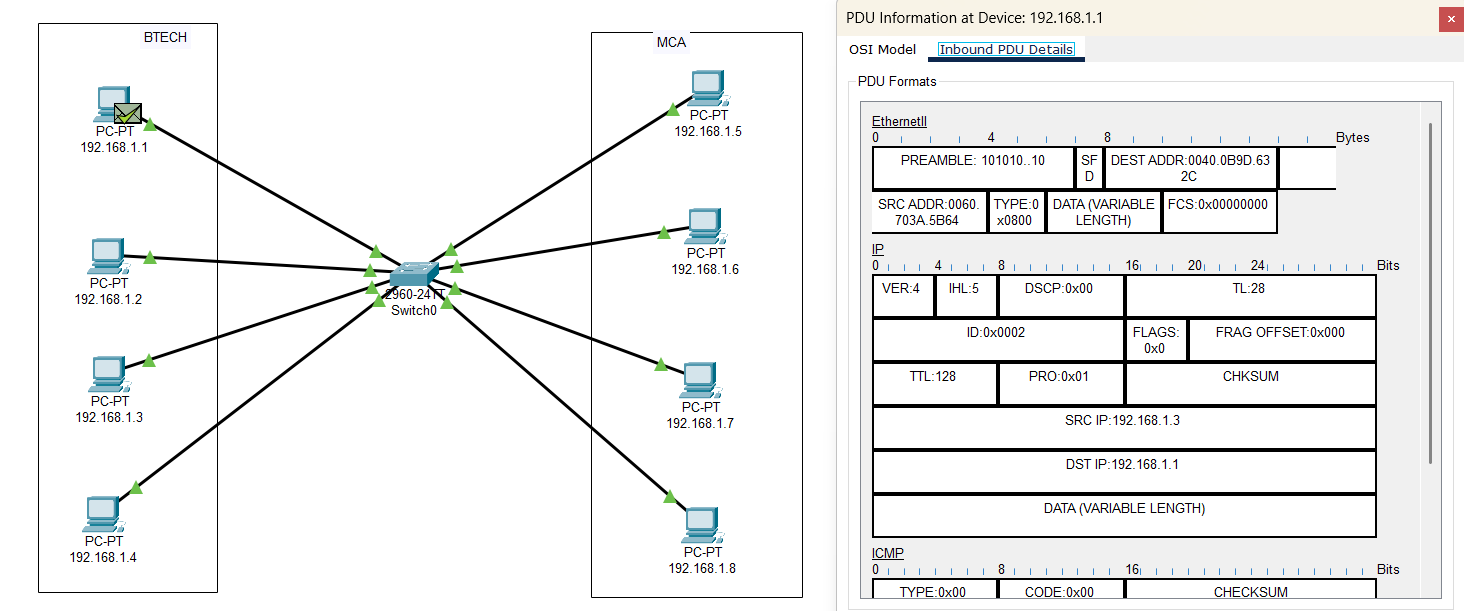 BTECH
PC-PT
192.168.1.1
PC-PT
192.168.1.2
PC-PT
192.168.1.3
PC-PT
192.168.1.4
2960-24TT
Switch0
MCA
PC-PT
192.168.1.5
PC-PT
192.168.1.6
PC-PT
192.168.1.7
PC-PT
192.168.1.8
PDU Information at Device: 192.168.1.1
×
OSI Model Inbound PDU Details
PDU Formats
EthernetII
0 4 8 Bytes
PREAMBLE: 101010..10
SF
D
DEST ADDR:0040.0B9D.63
2C
SRC ADDR:0060.
703A.5B64
TYPE:0
x0800
DATA (VARIABLE
LENGTH)
FCS:0x00000000
IP
0 4 8 16 20 24 Bits
VER:4 IHL:5 DSCP:0x00 TL:28
ID:0x0002
FLAGS:
0x0
FRAG OFFSET:0x000
TTL:128 PRO:0x01 CHKSUM
SRC IP:192.168.1.3
DST IP:192.168.1.1
DATA (VARIABLE LENGTH)
ICMP
0 8 16 Bits
TYPE:0x00 CODE:0x00 CHECKSUM